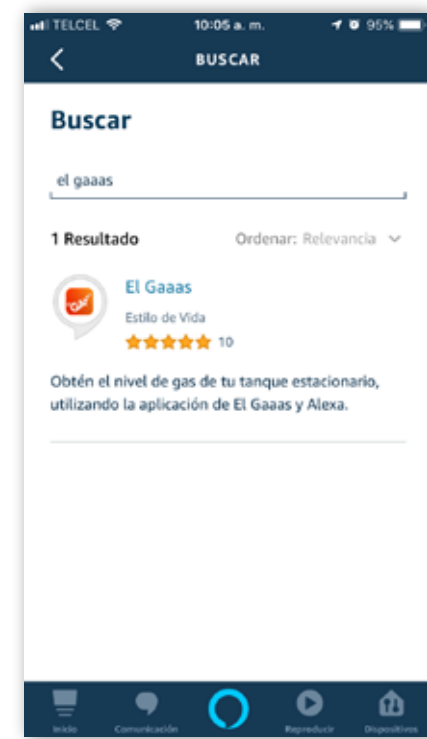 TELCEL 10:05 a. m. 95%
BUSCAR
Buscar
el gaaas
1 Resultado Ordenar: Relevancia
El Gaaas
Estilo de Vida
10
Obtén el nivel de gas de tu tanque estacionario,
utilizando la aplicación de El Gaaas y Alexa.
Inicio Comunicación Reproducir Dispositivos